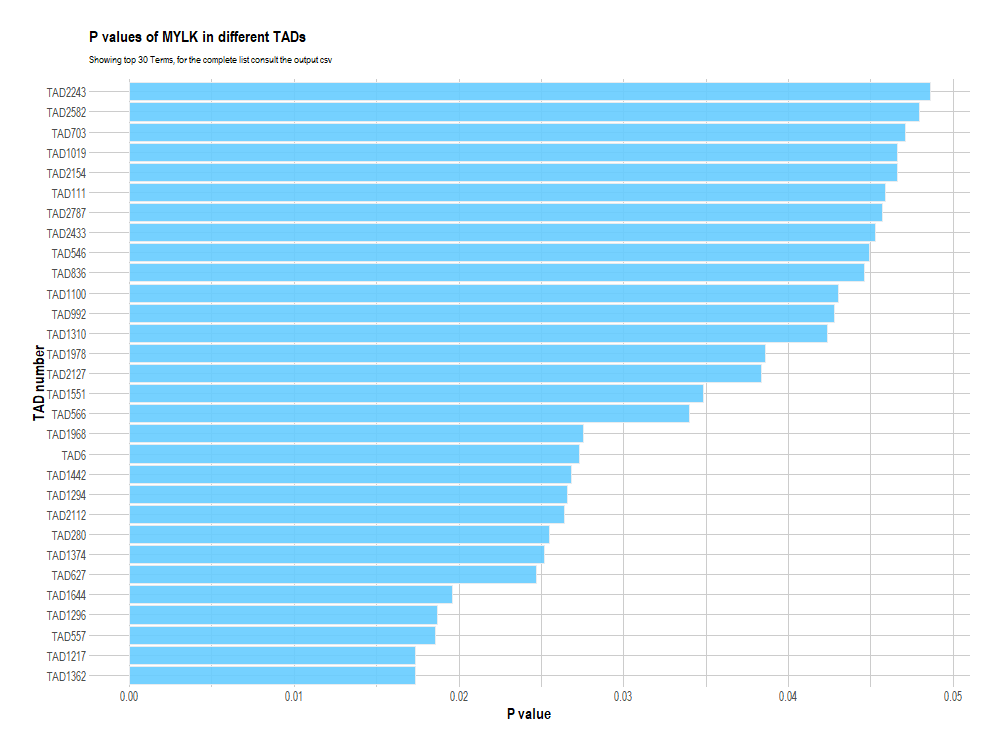 P values of MYLK in different TADs
Showing top 30 Terms, for the complete list consult the output csv
TAD2243
TAD2582
TAD703
TAD1019
TAD2154
TAD111
TAD2787
TAD2433
TAD546
TAD836
TAD1100
TAD992
TAD1310
TAD1978
TAD2127
TAD1551
TAD566
TAD1968
TAD6
TAD1442
TAD1294
TAD2112
TAD280
TAD1374
TAD627
TAD1644
TAD1296
TAD557
TAD1217
TAD1362
TAD number
0.00 0.01 0.02 0.03 0.04 0.05
P value